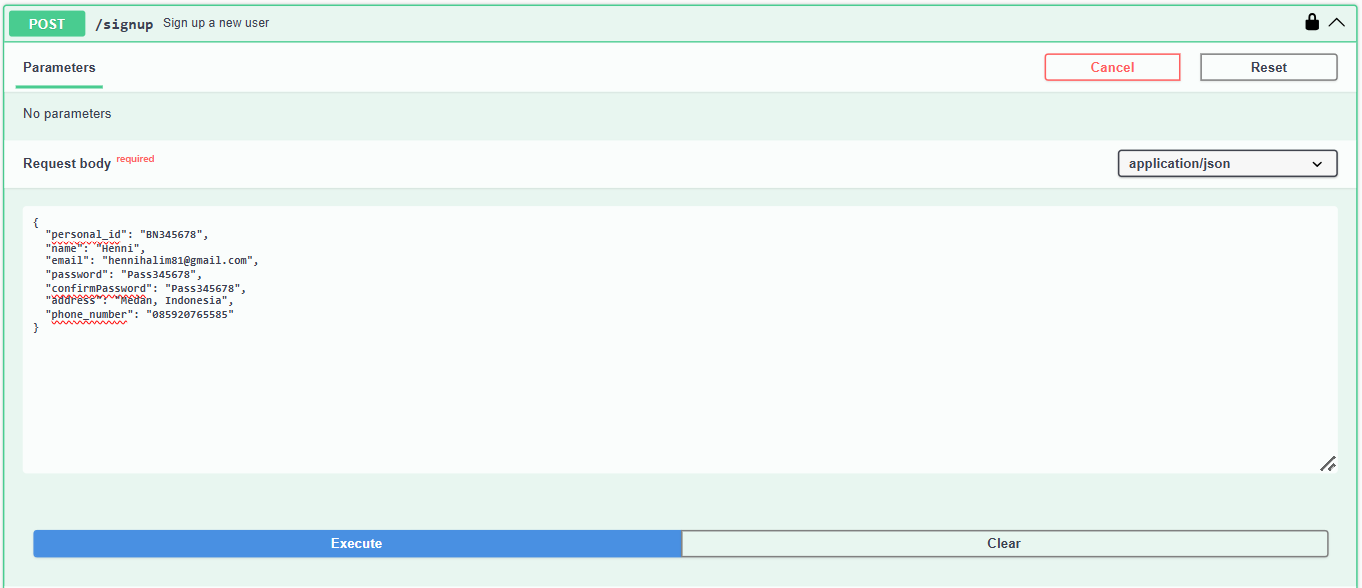 POST /signup Sign up a new user
Parameters
Cancel
Reset
No parameters
Request body required
application/json
{
"personal_id": "BN345678",
"name": "Henni",
"email": "hennihalim81@gmail.com",
"password": "Pass345678",
"confirmPassword": "Pass345678",
"address": "Medan, Indonesia",
"phone_number": "085920765585"
}
Execute
Clear